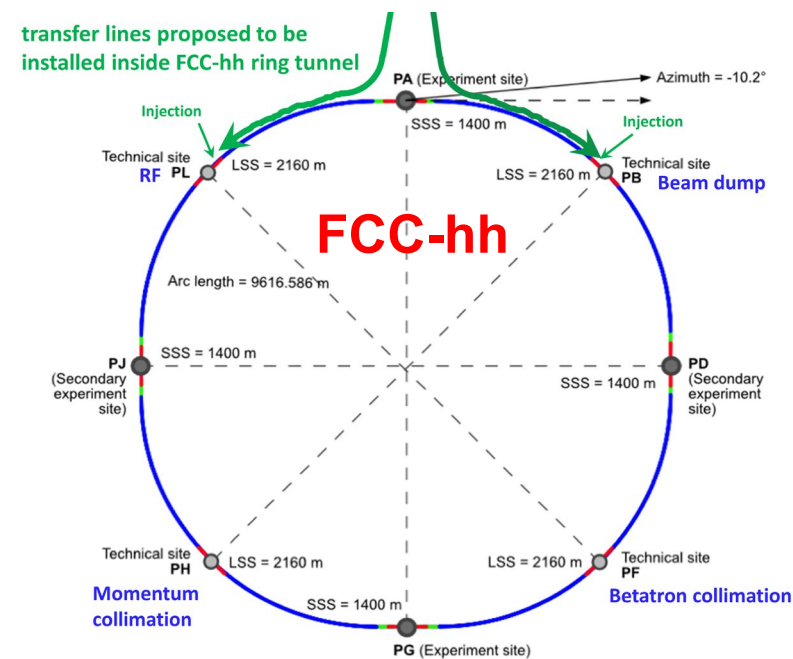 transfer lines proposed to be
installed inside FCC-hh ring tunnel
PA (Experiment site)
Azimuth = -10.2°
Injection
SSS = 1400 m
Injection
Technical site
RF PL
LSS = 2160 m
LSS = 2160 m
Technical site
PB
Beam dump
FCC-hh
Arc length = 9616.586 m
PJ
(Secondary
experiment
site)
SSS = 1400 m
SSS = 1400 m
PD
(Secondary
experiment
site)
Technical site
PH
LSS = 2160 m
Momentum
collimation
LSS = 2160 m
Technical site
PF
Betatron collimation
SSS = 1400 m
PG (Experiment site)